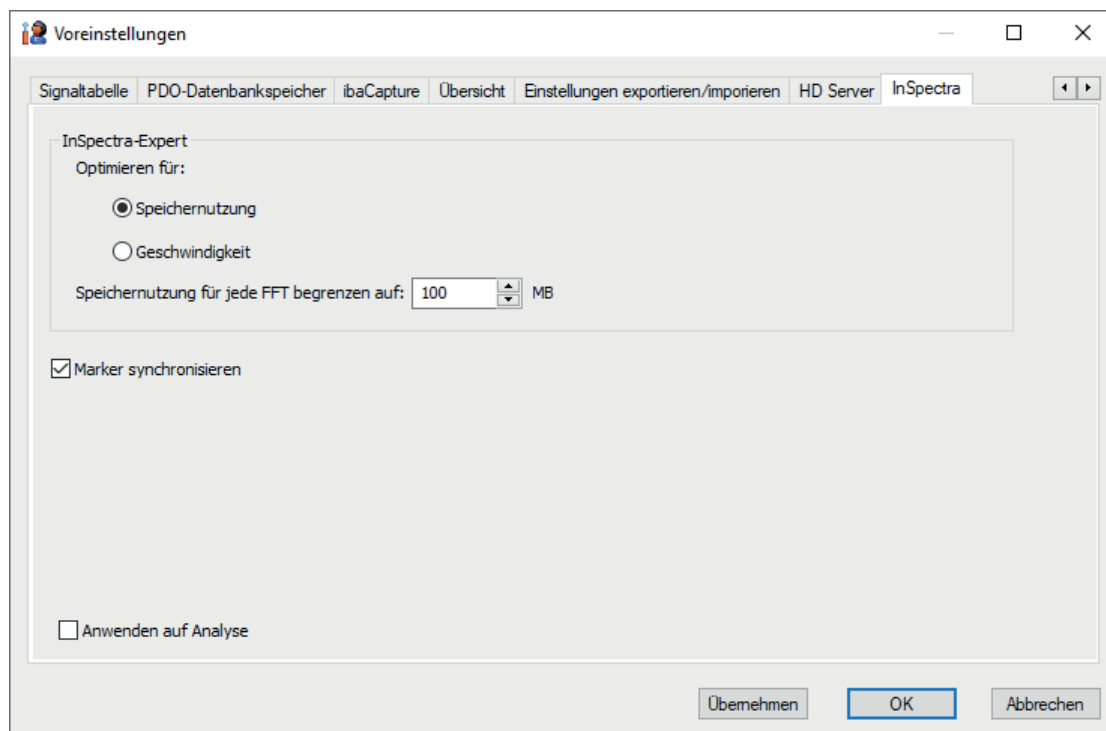 Voreinstellungen
Signaltabelle PDO-Datenbankspeicher ibaCapture Übersicht Einstellungen exportieren/imporieren HD Server InSpectra
InSpectra-Expert
Optimieren für:
Speichernutzung
Geschwindigkeit
Speichernutzung für jede FFT begrenzen auf: 100 MB
Marker synchronisieren
Anwenden auf Analyse
Übernehmen OK Abbrechen